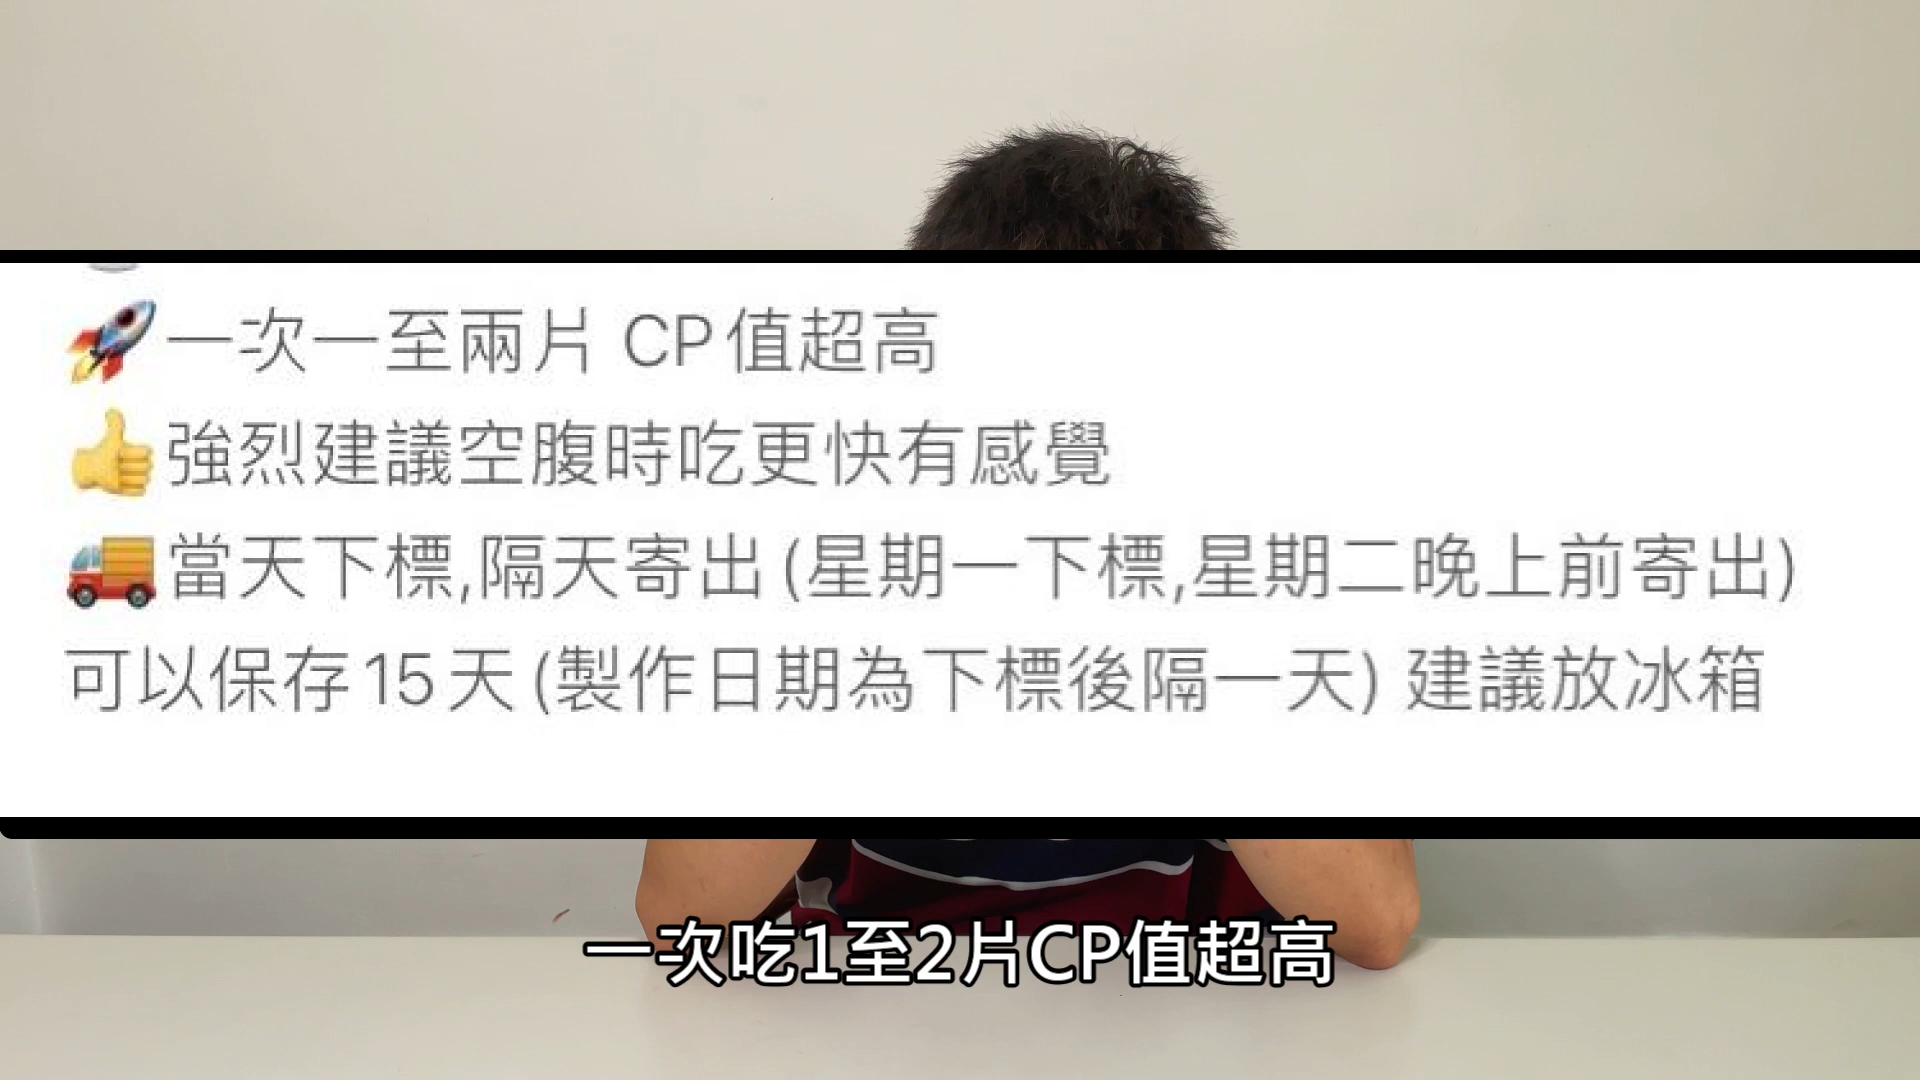 🚀一次一至兩片 CP值超高
👍強烈建議空腹時吃更快有感覺
🚚當天下標,隔天寄出(星期一下標,星期二晚上前寄出)
可以保存15天(製作日期為下標後隔一天) 建議放冰箱
一次吃1至2片CP值超高